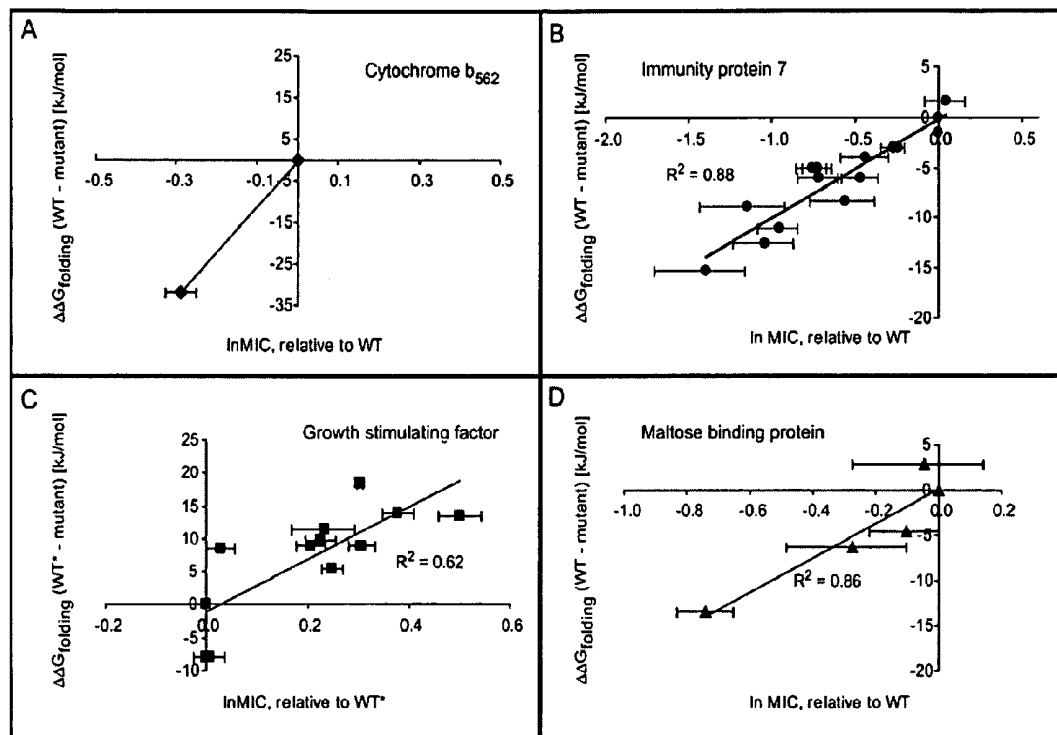 A
ΔΔG_folding (WT - mutant) [kJ/mol]
Cytochrome b562
25
15
5
-0.5 -0.3 -0.1 0.1 0.3 0.5
-5
-15
-25
-35
lnMIC, relative to WT
B
ΔΔG_folding (WT - mutant) [kJ/mol]
Immunity protein 7
5
0
-2.0 -1.5 -1.0 -0.5 0.0 0.5
-5
R² = 0.88
-10
-15
-20
ln MIC, relative to WT
C
ΔΔG_folding (WT* - mutant) [kJ/mol]
Growth stimulating factor
25
20
15
10
5
R² = 0.62
0
-0.2 0.0 0.2 0.4 0.6
-5
-10
lnMIC, relative to WT*
D
ΔΔG_folding (WT - mutant) [kJ/mol]
Maltose binding protein
5
0
-1.0 -0.8 -0.6 -0.4 -0.2 0.0 0.2
-5
R² = 0.86
-10
-15
-20
ln MIC, relative to WT